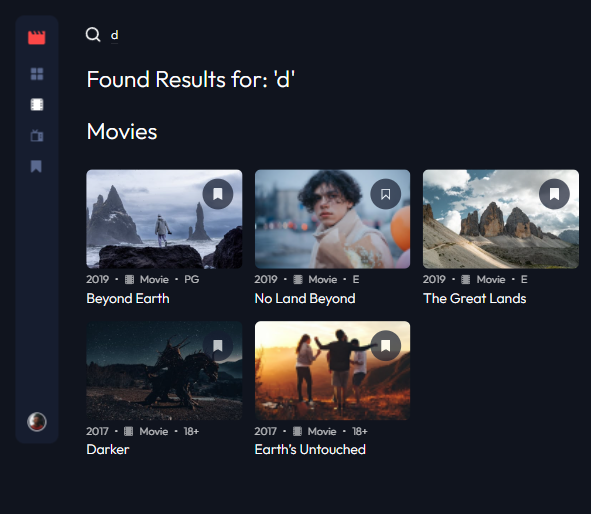 d
Found Results for: 'd'
Movies
2019 • Movie • PG
Beyond Earth
2019 • Movie • E
No Land Beyond
2019 • Movie • E
The Great Lands
2017 • Movie • 18+
Darker
2017 • Movie • 18+
Earth's Untouched